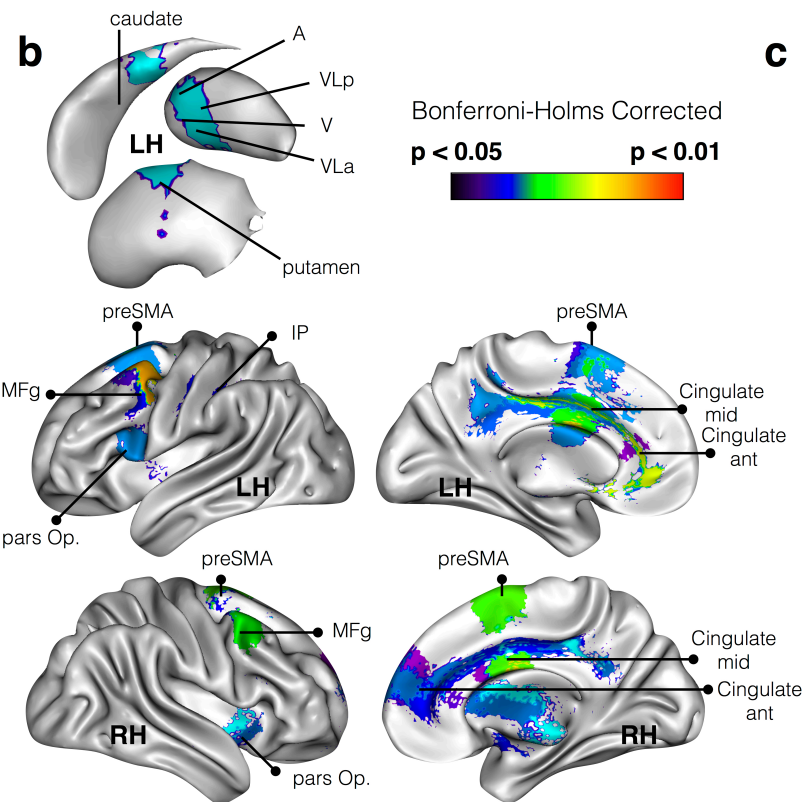 b
caudate
A
VLp
V
VLa
LH
putamen
c
Bonferroni-Holms Corrected
p < 0.05
p < 0.01
preSMA
IP
MFg
LH
pars Op.
preSMA
Cingulate
mid
Cingulate
ant
LH
preSMA
MFg
RH
pars Op.
preSMA
Cingulate
mid
Cingulate
ant
RH